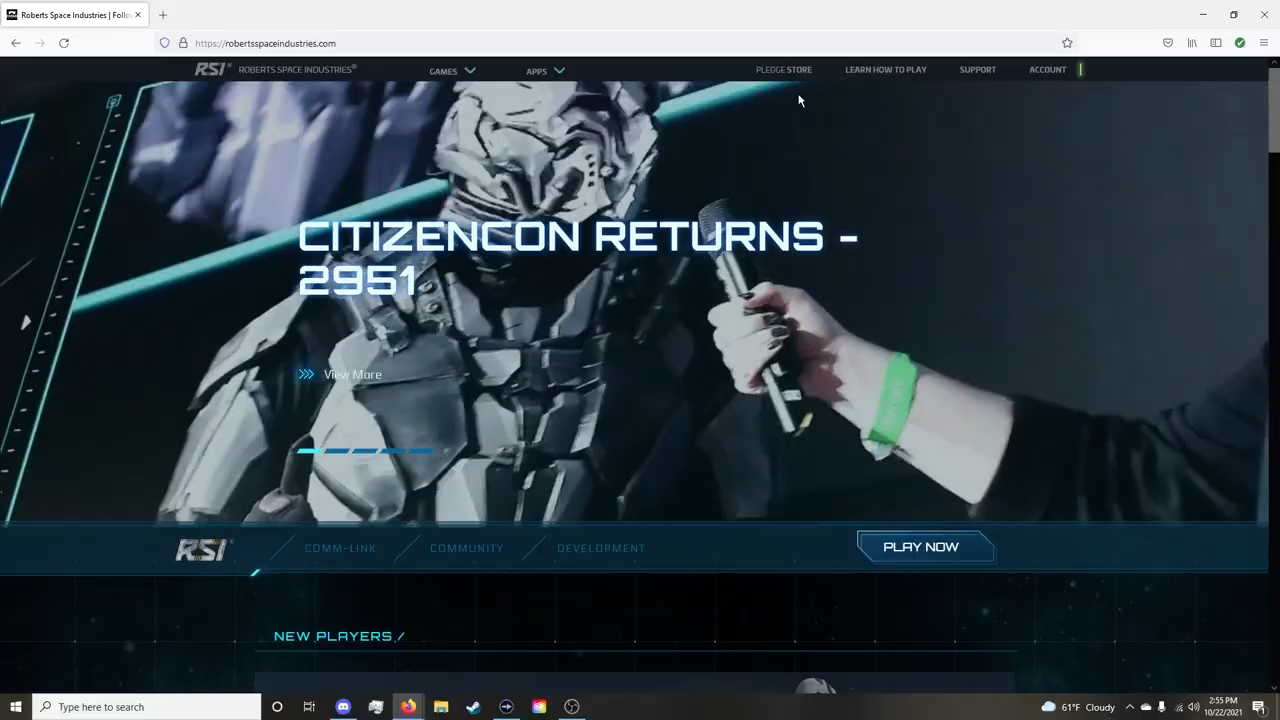 Roberts Space Industries | Follo
https://robertsspaceindustries.com
RSI ROBERTS SPACE INDUSTRIES® GAMES APPS PLEDGE STORE LEARN HOW TO PLAY SUPPORT ACCOUNT
CITIZENCON RETURNS -
2951
View More
RSI COMM-LINK COMMUNITY DEVELOPMENT PLAY NOW
NEW PLAYERS /
Type here to search
61°F Cloudy
2:55 PM
10/22/2021